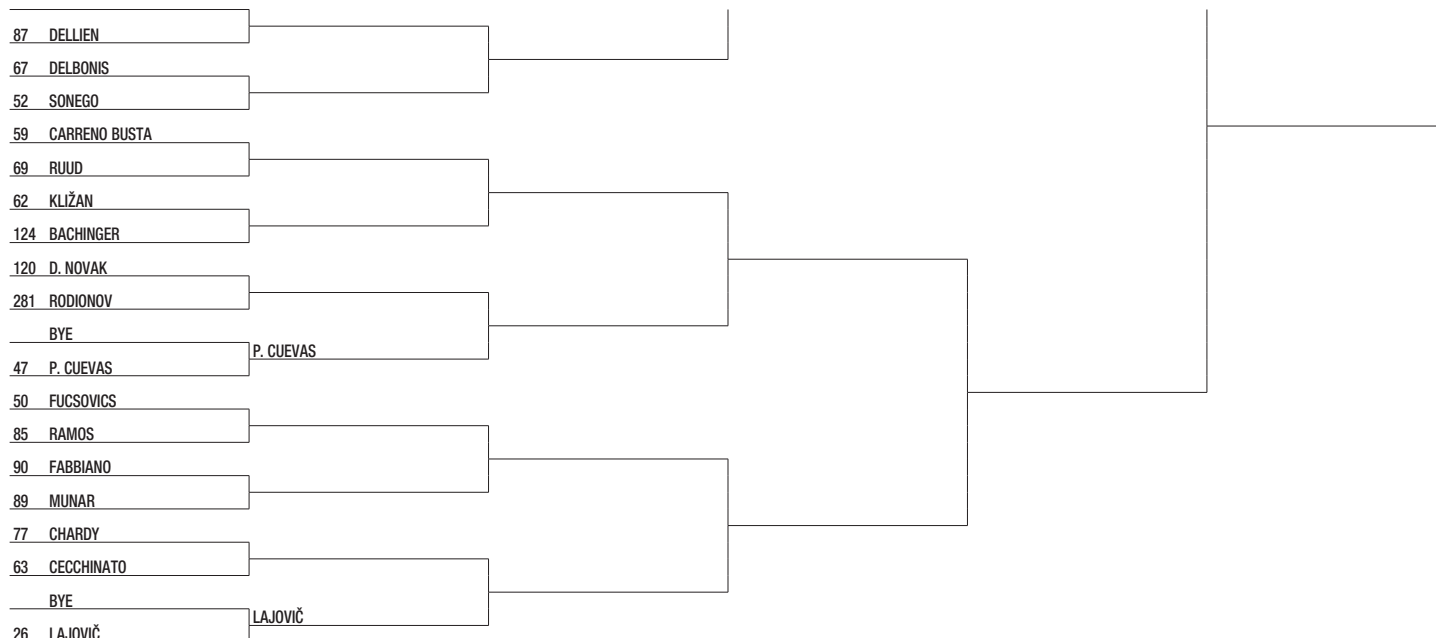 87 DELLIEN
67 DELBONIS
52 SONEGO
59 CARRENO BUSTA
69 RUUD
62 KLIŽAN
124 BACHINGER
120 D. NOVAK
281 RODIONOV
BYE
P. CUEVAS
47 P. CUEVAS
50 FUCSOVICS
85 RAMOS
90 FABBIANO
89 MUNAR
77 CHARDY
63 CECCHINATO
BYE
LAJOVIČ
26 LAJOVIČ